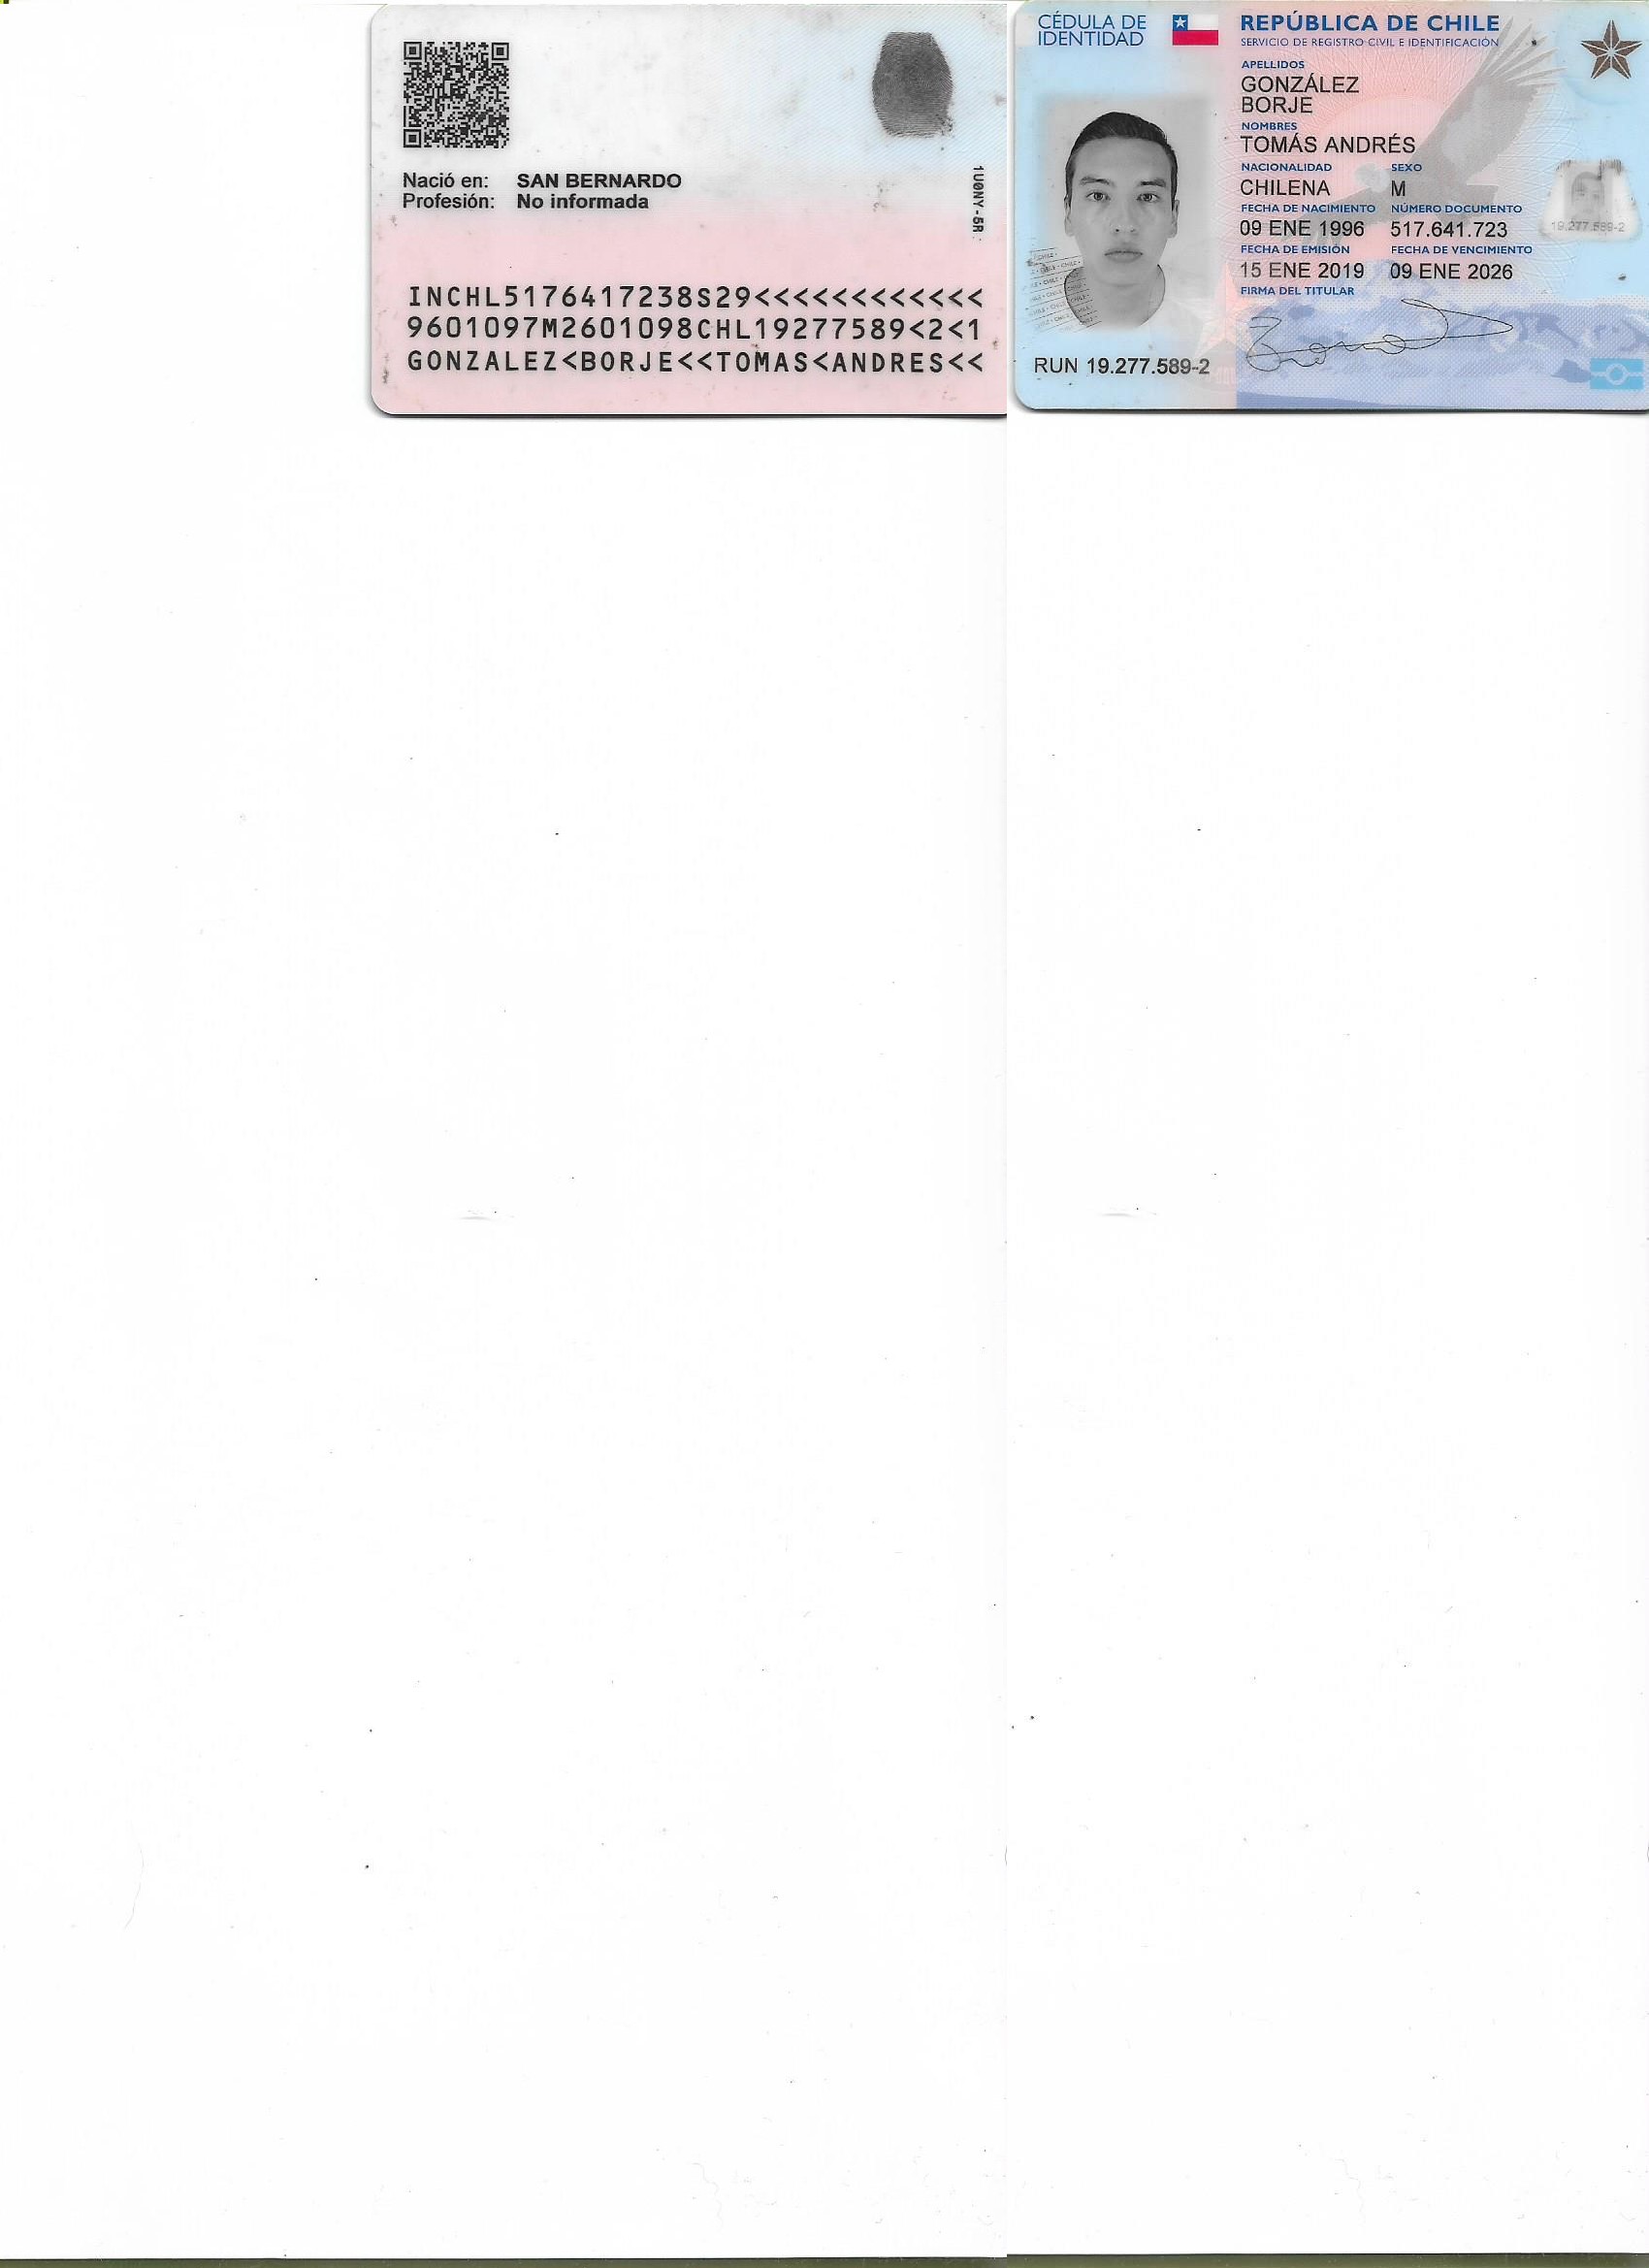 Nació en: SAN BERNARDO
Profesión: No informada
1U0NY-5R
INCHL5176417238S29<<<<<<<<<<<<
9601097M2601098CHL19277589<2<1
GONZALEZ<BORJE<<TOMAS<ANDRES<<
CÉDULA DE
IDENTIDAD
REPÚBLICA DE CHILE
SERVICIO DE REGISTRO CIVIL E IDENTIFICACIÓN
APELLIDOS
GONZÁLEZ
BORJE
NOMBRES
TOMÁS ANDRÉS
NACIONALIDAD SEXO
CHILENA M
FECHA DE NACIMIENTO NÚMERO DOCUMENTO
09 ENE 1996 517.641.723
19.277.589-2
FECHA DE EMISIÓN FECHA DE VENCIMIENTO
15 ENE 2019 09 ENE 2026
FIRMA DEL TITULAR
RUN 19.277.589-2